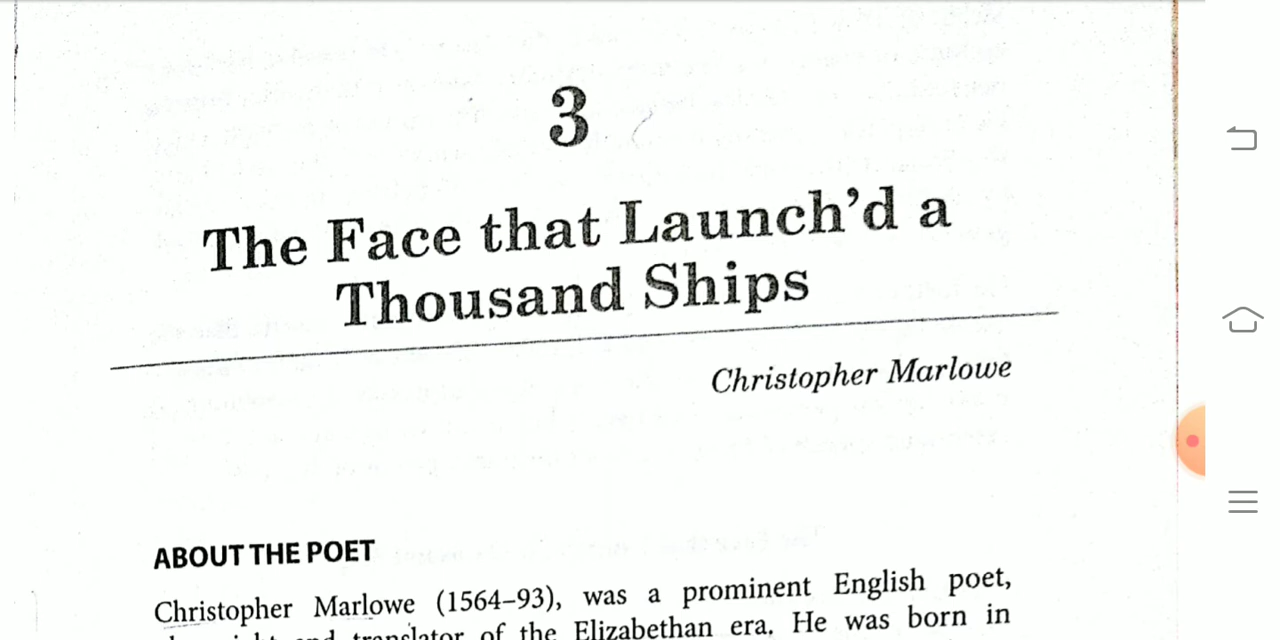 3
The Face that Launch’d a
Thousand Ships
Christopher Marlowe
ABOUT THE POET
Christopher Marlowe (1564–93), was a prominent English poet,
and translator of the Elizabethan era. He was born in